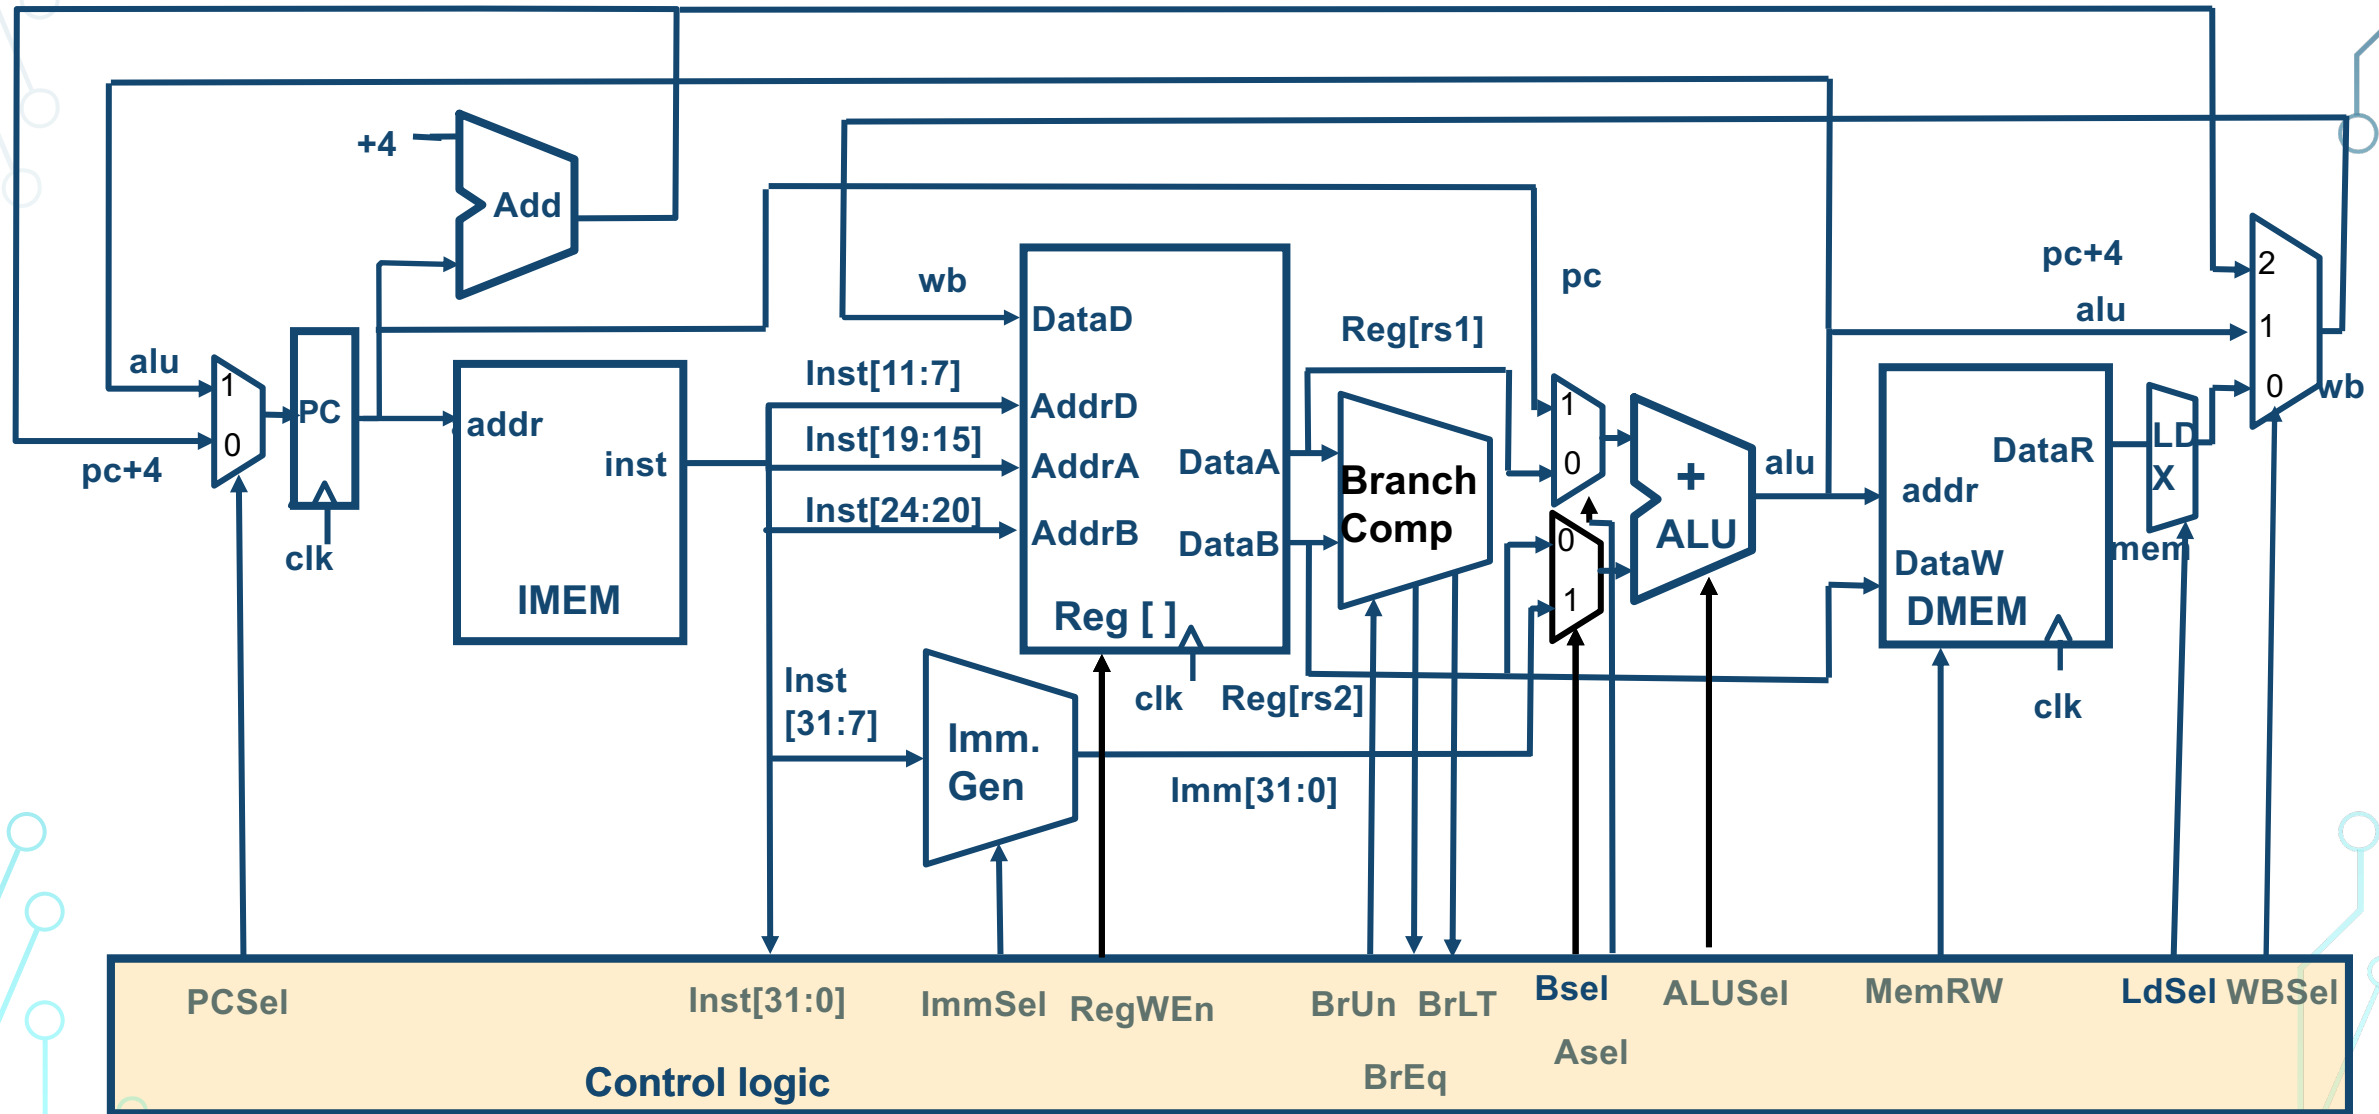 +4
Add
wb
DataD
pc
pc+4
2
Reg[rs1]
alu
1
alu
1
PC
0
pc+4
clk
addr
inst
IMEM
Inst[11:7]
AddrD
Inst[19:15]
AddrA
Inst[24:20]
AddrB
DataA
DataB
Reg [ ]
clk
Branch
Comp
1
0
0
1
+
ALU
alu
addr
DataR
DataW
DMEM
clk
LD
X
mem
0
wb
Inst
[31:7]
Imm.
Gen
Reg[rs2]
Imm[31:0]
PCSel
Inst[31:0]
ImmSel
RegWEn
BrUn
BrLT
Bsel
ALUSel
MemRW
LdSel
WBSel
Asel
BrEq
Control logic